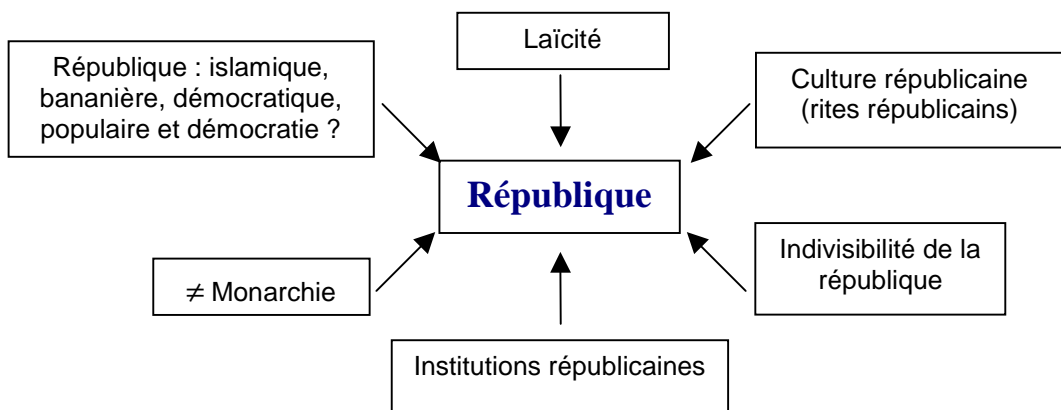 Laïcité
République : islamique,
bananière, démocratique,
populaire et démocratie ?
Culture républicaine
(rites républicains)
République
Indivisibilité de la
république
≠ Monarchie
Institutions républicaines